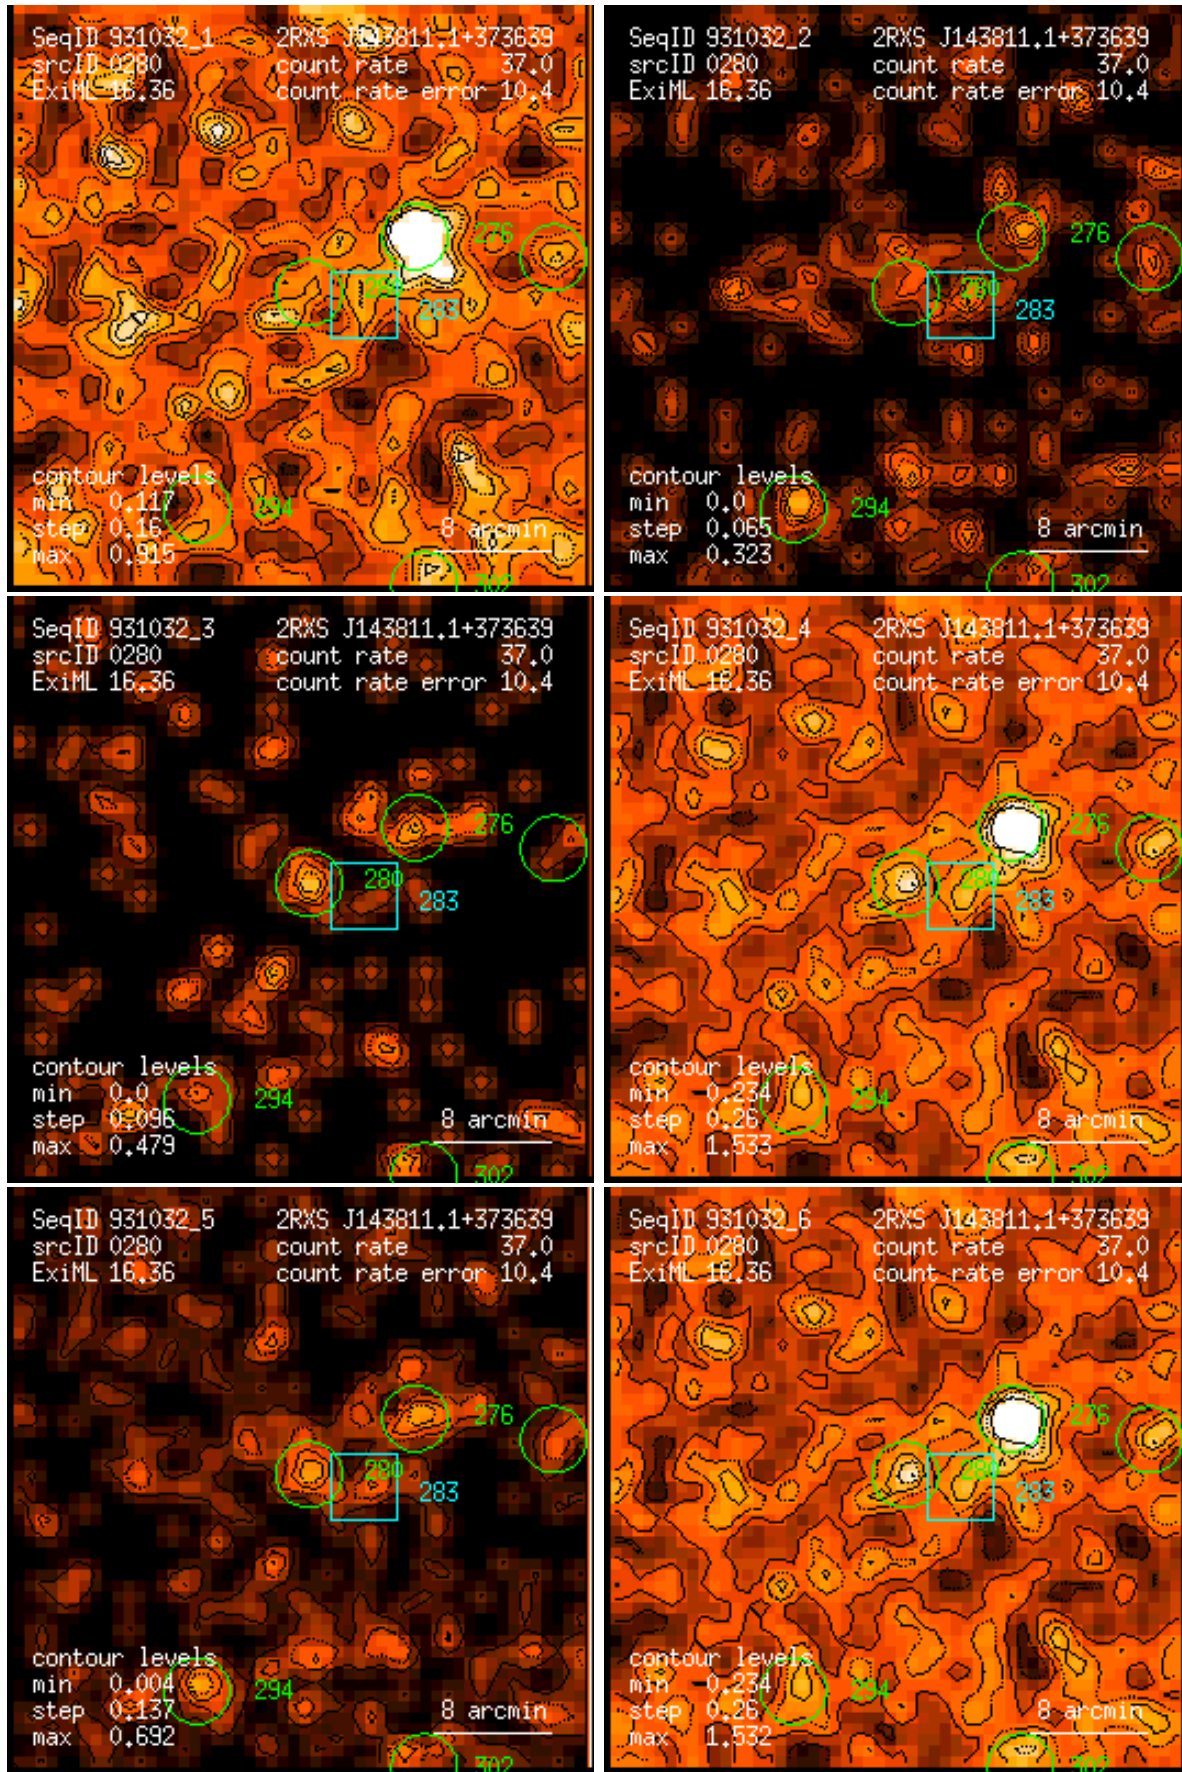 SeqID 931032_1 2RXS J143811.1+373639
srcID 0280 count rate 37.0
ExiML 16.36 count rate error 10.4
276
280
283
contour levels
min 0.117
294
step 0.16
8 arcmin
max 0.915
302
SeqID 931032_2 2RXS J143811.1+373639
srcID 0280 count rate 37.0
ExiML 16.36 count rate error 10.4
276
280
283
contour levels
min 0.0
294
step 0.065
8 arcmin
max 0.323
302
SeqID 931032_3 2RXS J143811.1+373639
srcID 0280 count rate 37.0
ExiML 16.36 count rate error 10.4
276
280
283
contour levels
min 0.0
294
step 0.096
8 arcmin
max 0.479
302
SeqID 931032_4 2RXS J143811.1+373639
srcID 0280 count rate 37.0
ExiML 16.36 count rate error 10.4
276
280
283
contour levels
min 0.234
294
step 0.26
8 arcmin
max 1.533
302
SeqID 931032_5 2RXS J143811.1+373639
srcID 0280 count rate 37.0
ExiML 16.36 count rate error 10.4
276
280
283
contour levels
min 0.004
294
step 0.137
8 arcmin
max 0.692
302
SeqID 931032_6 2RXS J143811.1+373639
srcID 0280 count rate 37.0
ExiML 16.36 count rate error 10.4
276
280
283
contour levels
min 0.234
294
step 0.26
8 arcmin
max 1.532
302